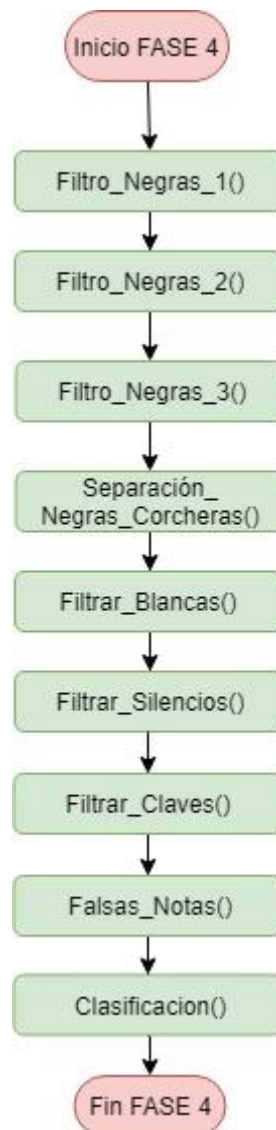 Inicio FASE 4
Filtro_Negras_1()
Filtro_Negras_2()
Filtro_Negras_3()
Separación_
Negras_Corcheras()
Filtrar_Blancas()
Filtrar_Silencios()
Filtrar_Claves()
Falsas_Notas()
Clasificacion()
Fin FASE 4